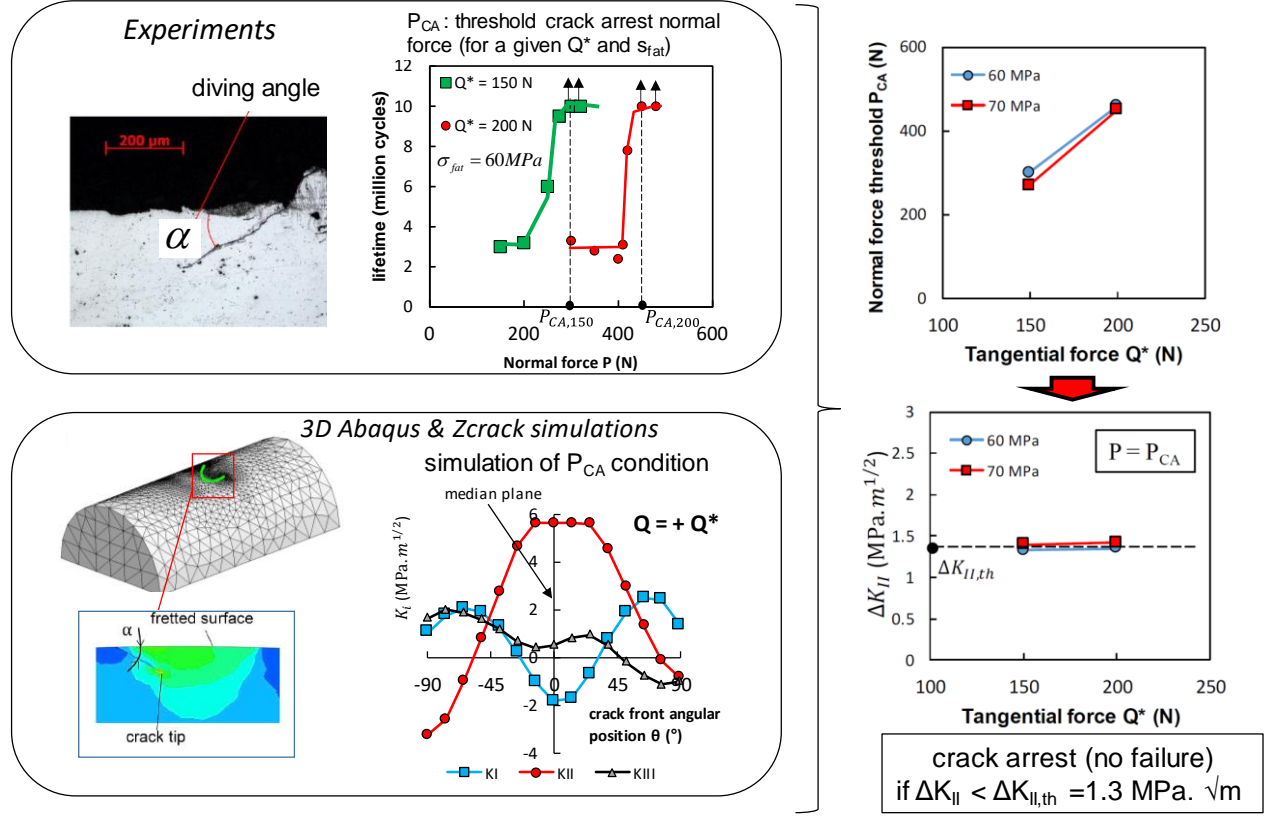 Experiments
diving angle
200 µm
α
P_CA : threshold crack arrest normal
force (for a given Q* and s_fat)
lifetime (million cycles)
12
10
8
6
4
2
0
Q* = 150 N
Q* = 200 N
σ_fat = 60MPa
P_CA,150
P_CA,200
0
200
400
600
Normal force P (N)
3D Abaqus & Zcrack simulations
simulation of P_CA condition
median plane
Q = + Q*
K_i (MPa.m^1/2)
6
4
2
0
-2
-4
-90
-45
0
45
90
crack front angular
position θ (°)
KI
KII
KIII
α
fretted surface
crack tip
Normal force threshold P_CA (N)
600
400
200
0
60 MPa
70 MPa
100
150
200
250
Tangential force Q* (N)
ΔK_II (MPa.m^1/2)
3
2.5
2
1.5
1
0.5
0
60 MPa
70 MPa
P = P_CA
ΔK_II,th
100
150
200
250
Tangential force Q* (N)
crack arrest (no failure)
if ΔK_II < ΔK_II,th =1.3 MPa. √m